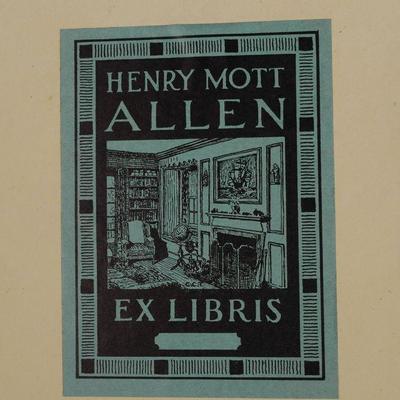 HENRY MOTT
ALLEN
EX LIBRIS